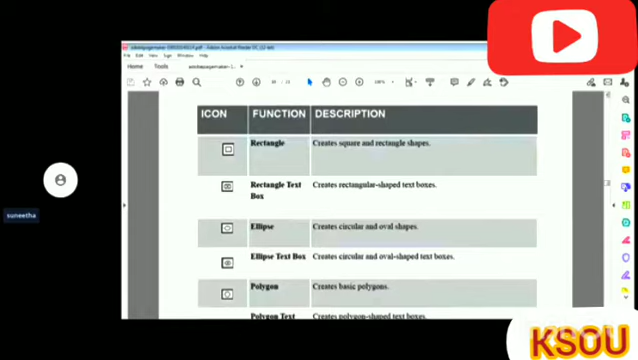 Home Tools
ICON FUNCTION DESCRIPTION
Rectangle Creates square and rectangle shapes.
Rectangle Text Creates rectangular-shaped text boxes.
Box
Ellipse Creates circular and oval shapes.
Ellipse Text Box Creates circular and oval-shaped text boxes.
Polygon Creates basic polygons.
Polygon Text Creates polygon-shaped text boxes.
suneetha
KSOU